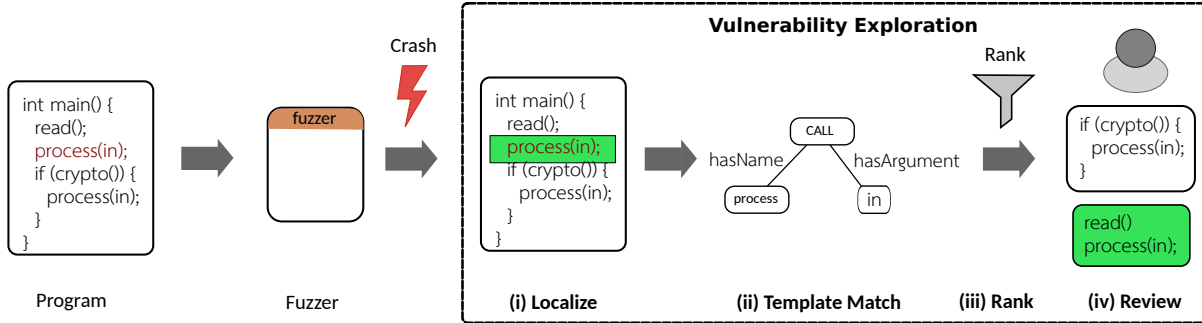 Vulnerability Exploration
Crash
Rank
int main() {
read();
process(in);
if (crypto()) {
process(in);
}
}
fuzzer
int main() {
read();
process(in);
if (crypto()) {
process(in);
}
}
CALL
hasName
hasArgument
process
in
if (crypto()) {
process(in);
}
read()
process(in);
Program
Fuzzer
(i) Localize
(ii) Template Match
(iii) Rank
(iv) Review